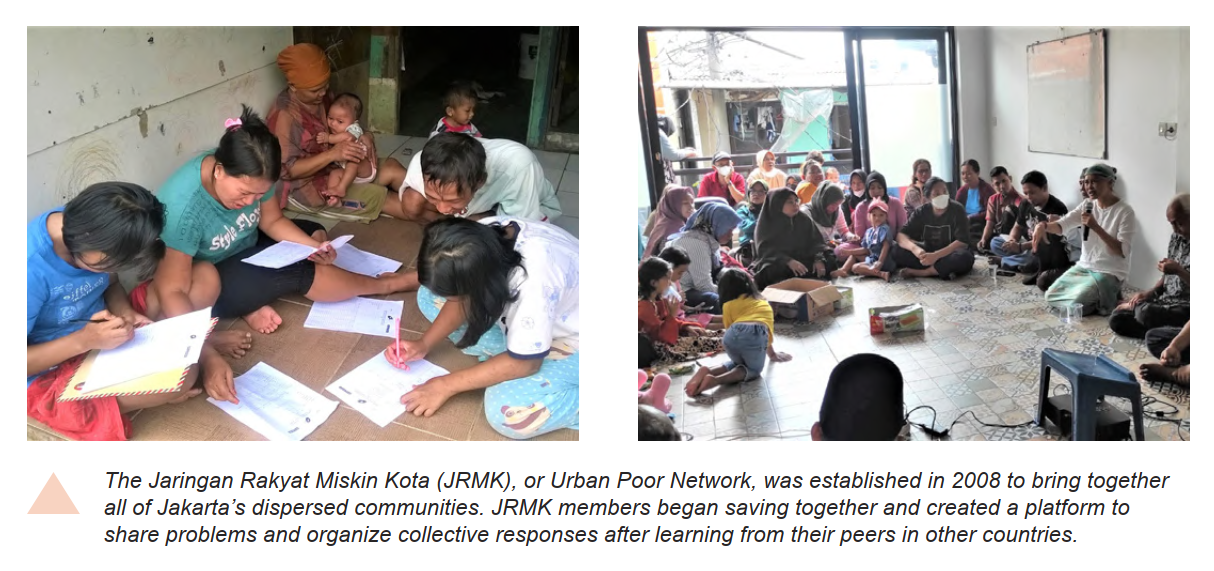 Style Flo
The Jaringan Rakyat Miskin Kota (JRMK), or Urban Poor Network, was established in 2008 to bring together
all of Jakarta's dispersed communities. JRMK members began saving together and created a platform to
share problems and organize collective responses after learning from their peers in other countries.